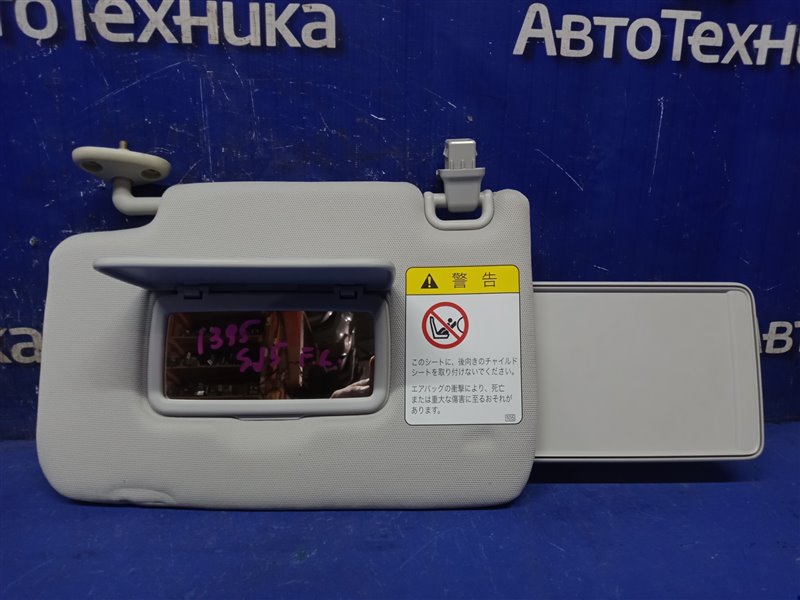 АвтоТехника
АвтоТехника
警告
このシートに、後向きのチャイルド
シートを取り付けないでください。
エアバッグの衝撃により、死亡
または重大な傷害に至るおそれが
あります。
1395
SJ5